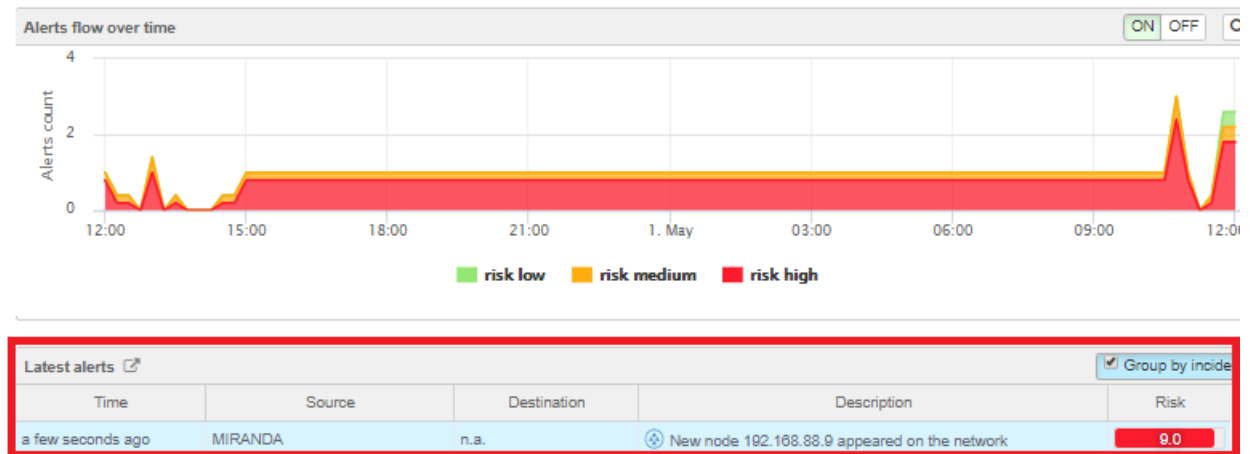 Alerts flow over time
ON OFF
4
2
0
Alerts count
12:00 15:00 18:00 21:00 1. May 03:00 06:00 09:00 12:0
risk low risk medium risk high
Latest alerts Group by incide
Time Source Destination Description Risk
a few seconds ago MIRANDA n.a. New node 192.168.88.9 appeared on the network 9.0